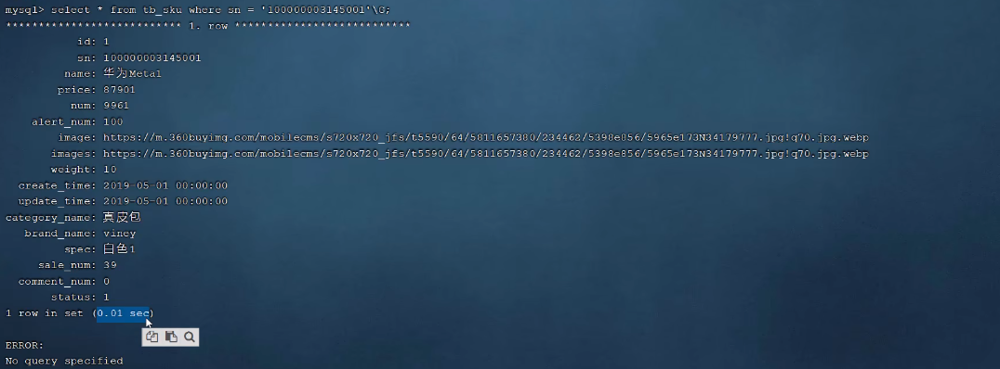 mysql> select * from tb_sku where sn = '100000003145001'\G;
*************************** 1. row ***************************
id: 1
sn: 100000003145001
name: 华为Meta1
price: 87901
num: 9961
alert_num: 100
image: https://m.360buyimg.com/mobilecms/s720x720_jfs/t5590/64/5811657380/234462/5398e856/5965e173N34179777.jpg!q70.jpg.webp
images: https://m.360buyimg.com/mobilecms/s720x720_jfs/t5590/64/5811657380/234462/5398e856/5965e173N34179777.jpg!q70.jpg.webp
weight: 10
create_time: 2019-05-01 00:00:00
update_time: 2019-05-01 00:00:00
category_name: 真皮包
brand_name: viney
spec: 白色1
sale_num: 39
comment_num: 0
status: 1
1 row in set (0.01 sec)
ERROR:
No query specified